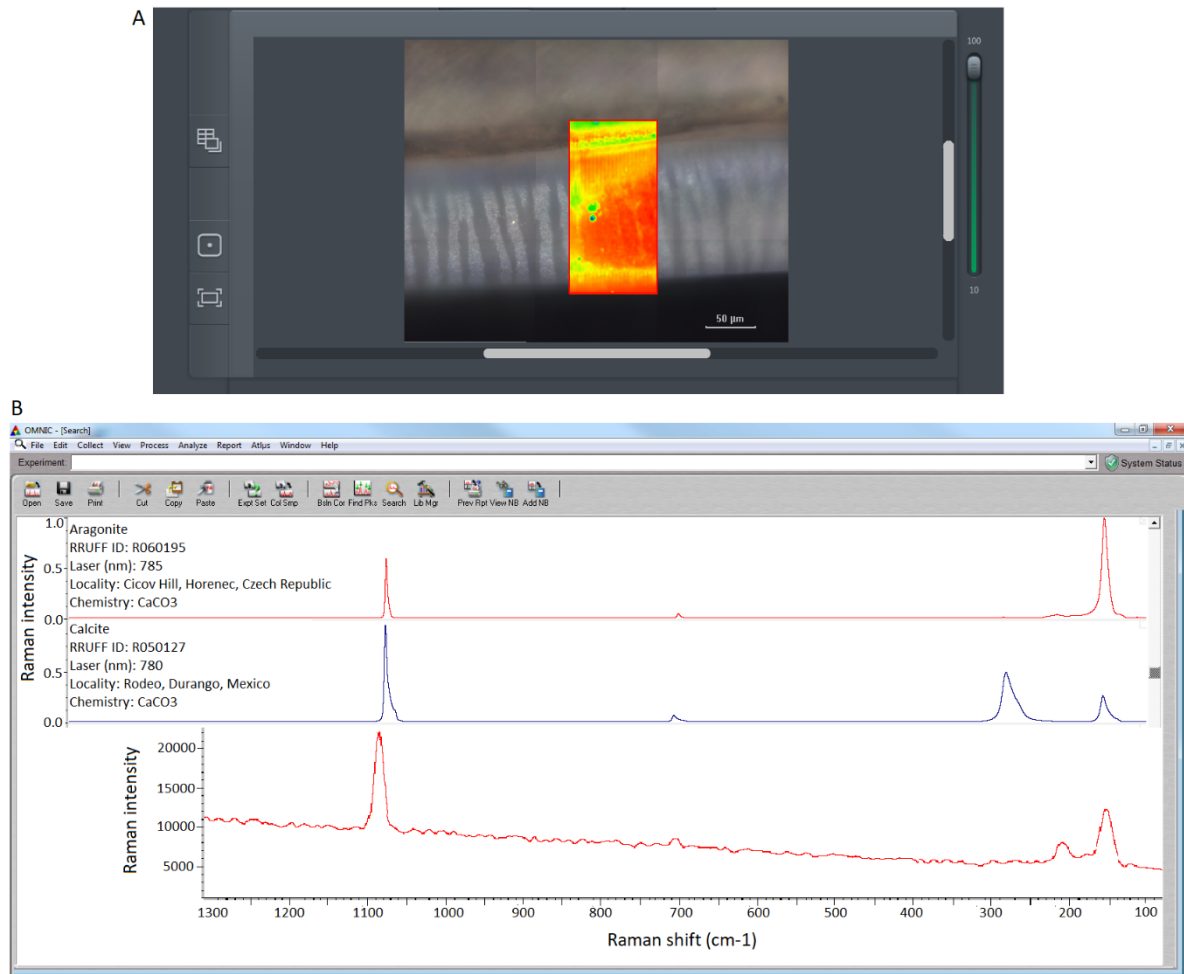 A
100
50 µm
10
B
OMNIC - [Search]
File Edit Collect View Process Analyze Report Atlµs Window Help
Experiment:
System Status
Open Save Print Cut Copy Paste Expt Set Col Smp Bsln Cor Find Pks Search Lib Mgr Prev Rpt View NB Add NB
Raman intensity
1.0
0.5
0.0
Aragonite
RRUFF ID: R060195
Laser (nm): 785
Locality: Cicov Hill, Horenec, Czech Republic
Chemistry: CaCO3
0.5
0.0
Calcite
RRUFF ID: R050127
Laser (nm): 780
Locality: Rodeo, Durango, Mexico
Chemistry: CaCO3
Raman intensity
20000
15000
10000
5000
1300 1200 1100 1000 900 800 700 600 500 400 300 200 100
Raman shift (cm-1)